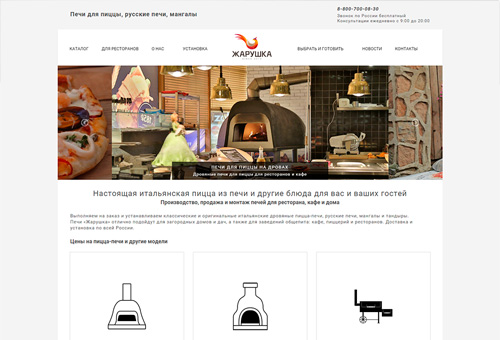 Печи для пиццы, русские печи, мангалы
8-800-700-08-30
Звонок по России бесплатный
Консультации ежедневно с 9.00 до 20.00
КАТАЛОГ ДЛЯ РЕСТОРАНОВ О НАС УСТАНОВКА ЖАРУШКА ВЫБРАТЬ И ГОТОВИТЬ НОВОСТИ КОНТАКТЫ
ПЕЧИ ДЛЯ ПИЦЦЫ НА ДРОВАХ
Дровяные печи для пиццы для ресторанов и кафе
Настоящая итальянская пицца из печи и другие блюда для вас и ваших гостей
Производство, продажа и монтаж печей для ресторана, кафе и дома
Выполняем на заказ и устанавливаем классические и оригинальные итальянские дровяные пицца-печи, русские печи, мангалы и тандыры.
Печи «Жарушка» отлично подойдут для загородных домов и дач, а также для заведений общепита: кафе, пиццерий и ресторанов. Доставка и
установка по всей России.
Цены на пицца-печи и другие модели